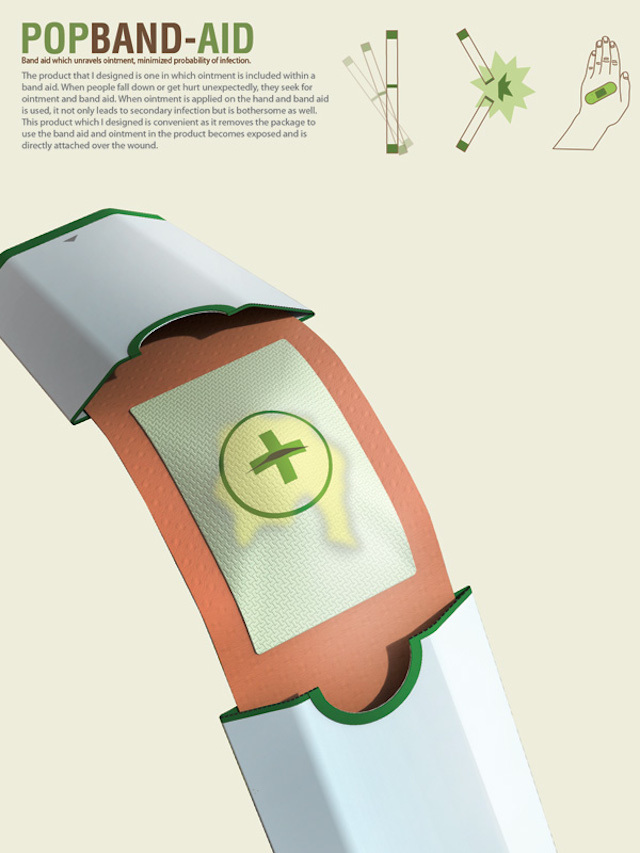 POPBAND-AID
Band aid which unravels ointment, minimized probability of infection.
The product that I designed is one in which ointment is included within a
band aid. When people fall down or get hurt unexpectedly, they seek for
ointment and band aid. When ointment is applied on the hand and band aid
is used, it not only leads to secondary infection but is bothersome as well.
This product which I designed is convenient as it removes the package to
use the band aid and ointment in the product becomes exposed and is
directly attached over the wound.